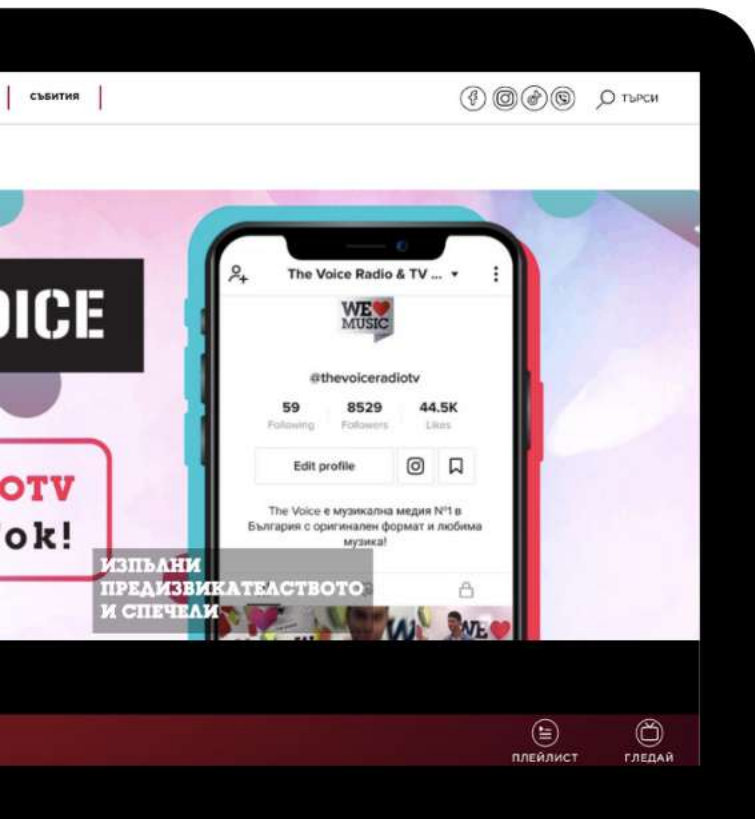 СЪБИТИЯ
ТЪРСИ
The Voice Radio & TV ...
WE
MUSIC
@thevoiceradiotv
59 8529 44.5K
Following Followers Likes
Edit profile
The Voice е музикална медия №1 в
България с оригинален формат и любима
музика!
OICE
OTV
ok!
ИЗПЪЛНИ
ПРЕДИЗВИКАТЕЛСТВОТО
И СПЕЧЕЛИ
WE
ПЛЕЙЛИСТ
ГЛЕДАЙ